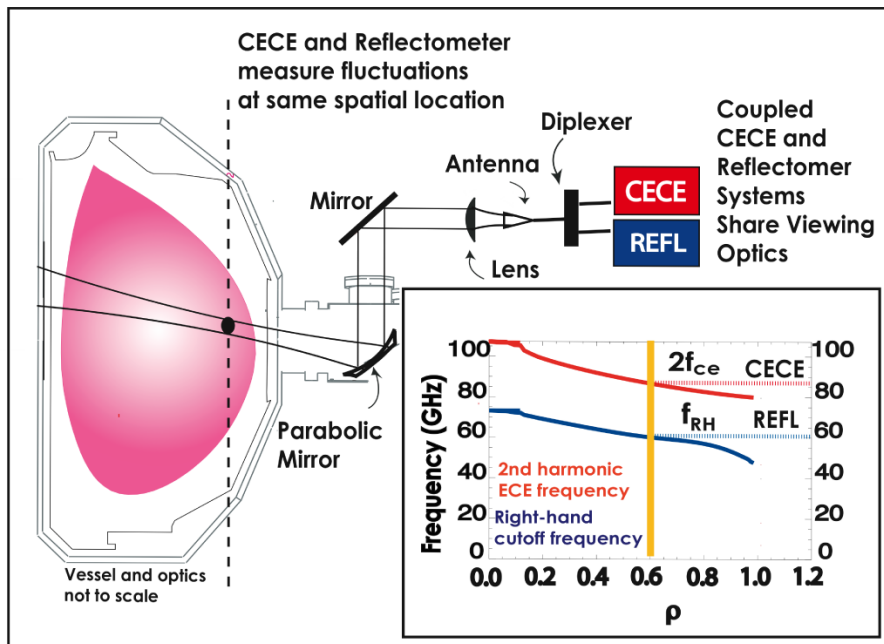 CECE and Reflectometer
measure fluctuations
at same spatial location
Diplexer
Antenna
Mirror
Lens
CECE
REFL
Coupled
CECE and
Reflectomer
Systems
Share Viewing
Optics
Parabolic
Mirror
Vessel and optics
not to scale
Frequency (GHz)
100
80
60
40
20
0
2fce
CECE
fRH
REFL
2nd harmonic
ECE frequency
Right-hand
cutoff frequency
100
80
60
40
20
0
0.0 0.2 0.4 0.6 0.8 1.0 1.2
ρ